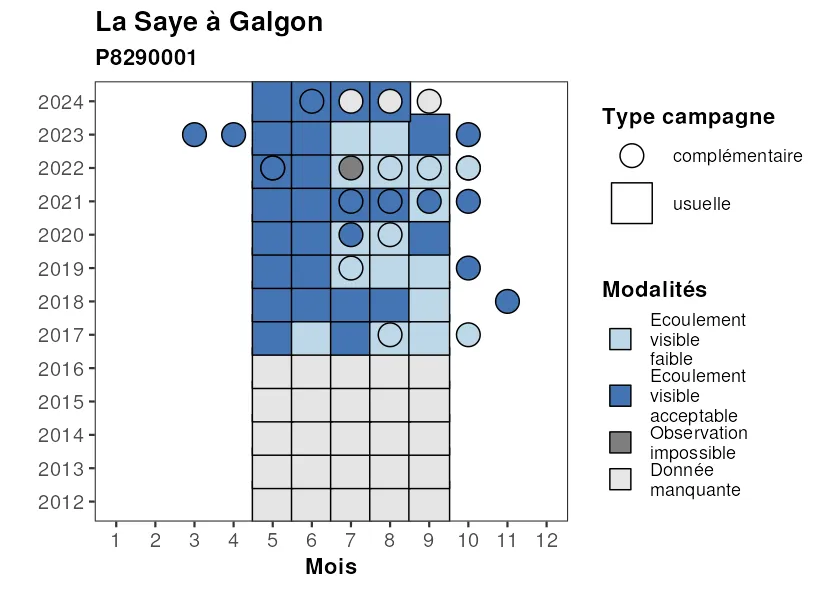 La Saye à Galgon
P8290001
2024
2023
2022
2021
2020
2019
2018
2017
2016
2015
2014
2013
2012
1 2 3 4 5 6 7 8 9 10 11 12
Mois
Type campagne
complémentaire
usuelle
Modalités
Ecoulement
visible
faible
Ecoulement
visible
acceptable
Observation
impossible
Donnée
manquante